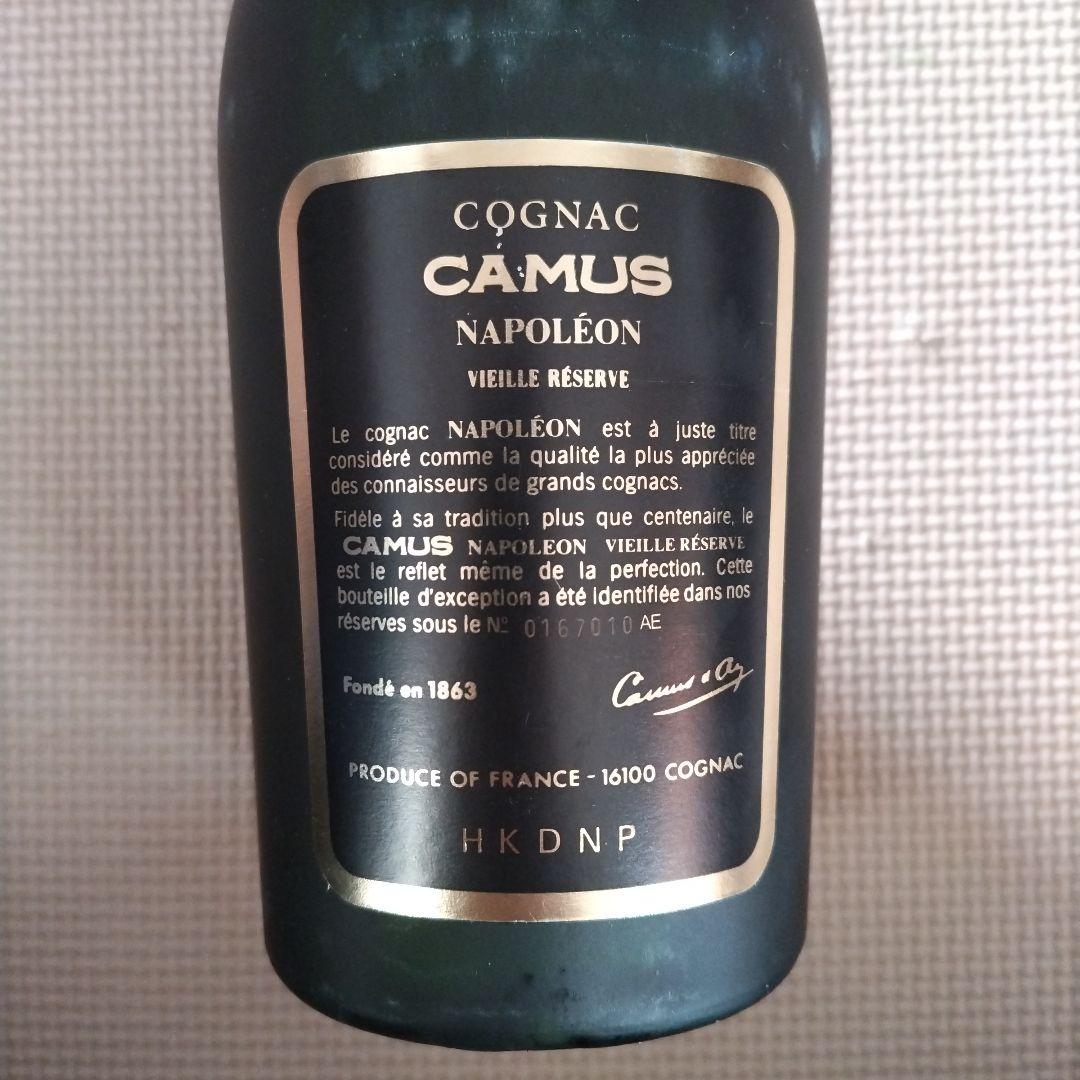 COGNAC
CAMUS
NAPOLÉON
VIEILLE RÉSERVE
Le cognac NAPOLÉON est à juste titre
considéré comme la qualité la plus appréciée
des connaisseurs de grands cognacs.
Fidèle à sa tradition plus que centenaire, le
CAMUS NAPOLEON VIEILLE RÉSERVE
est le reflet même de la perfection. Cette
bouteille d'exception a été identifiée dans nos
réserves sous le Nº 0167010 AE
Fondé en 1863
Camus & Cie
PRODUCE OF FRANCE - 16100 COGNAC
HKDNP